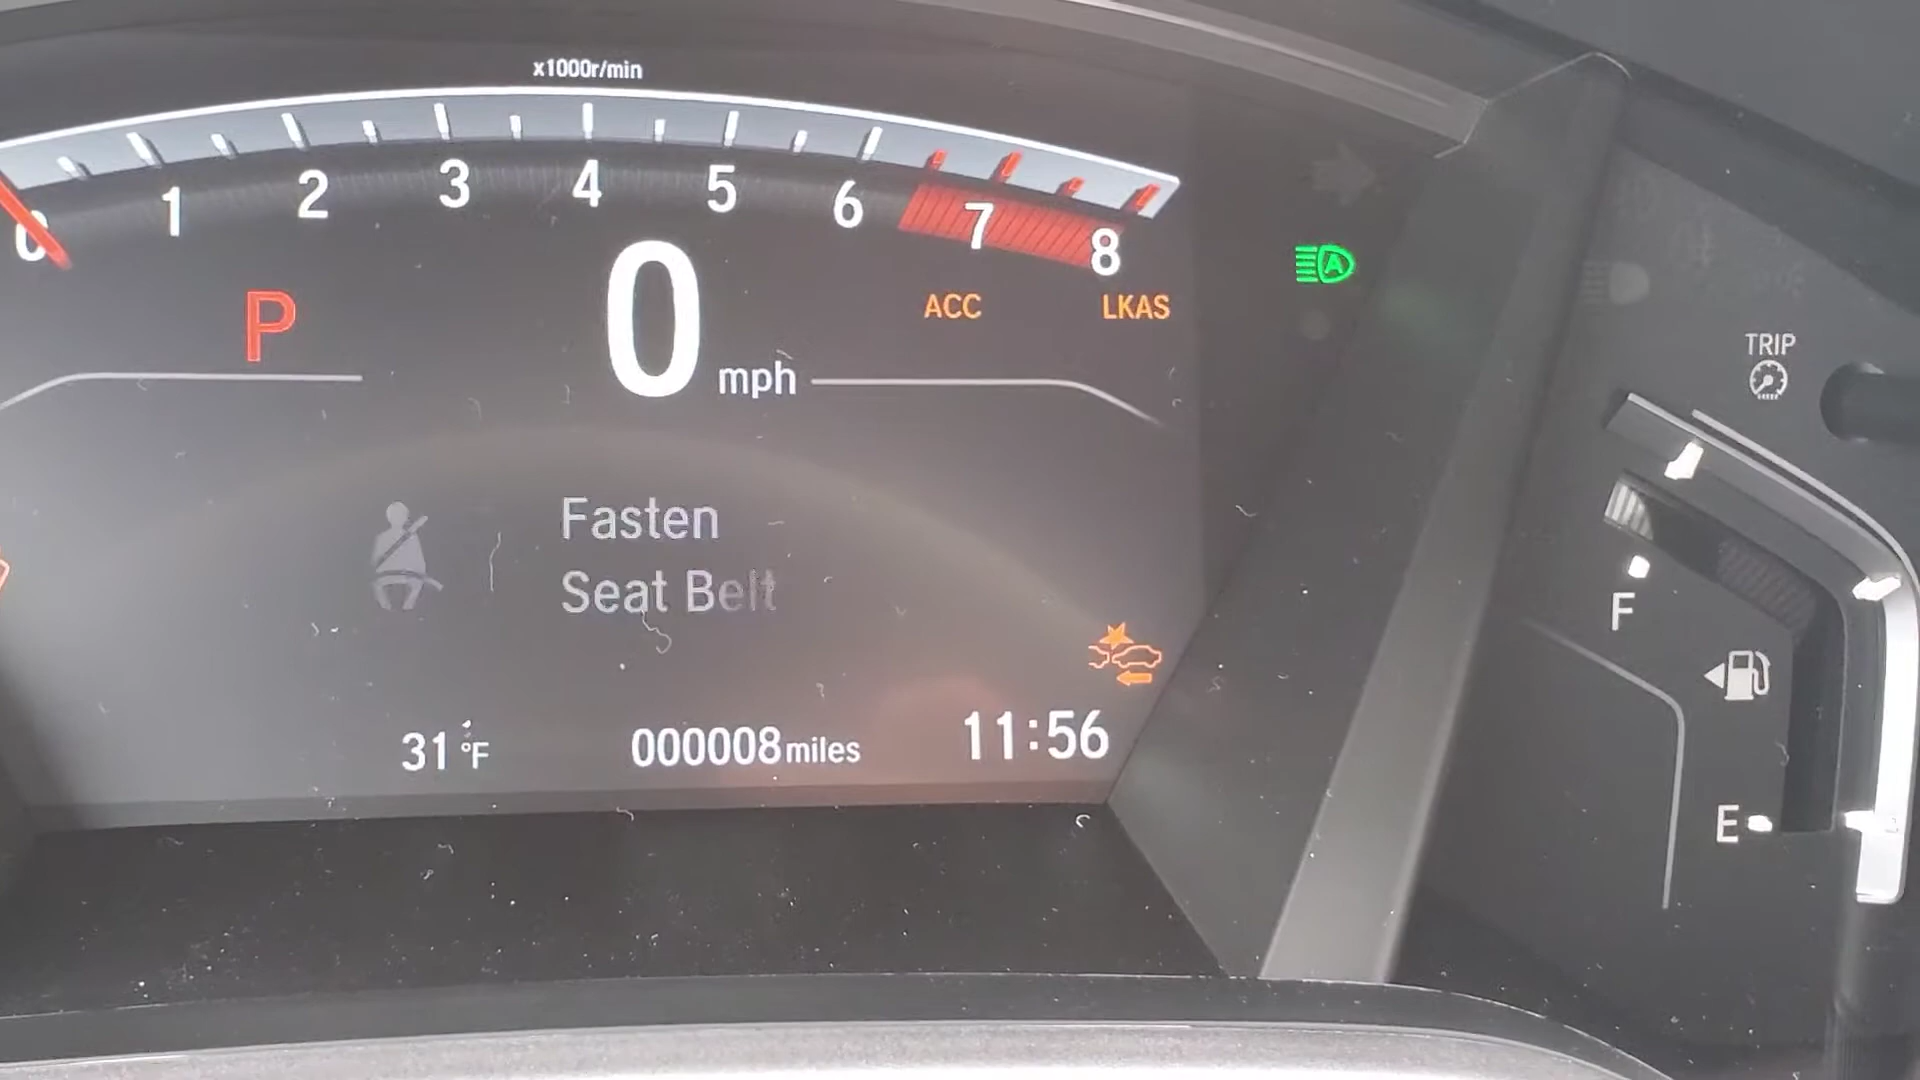 x1000r/min
0 1 2 3 4 5 6 7 8
P
0 mph
ACC
LKAS
A
TRIP
Fasten
Seat Belt
F
E
31 °F
000008 miles
11:56